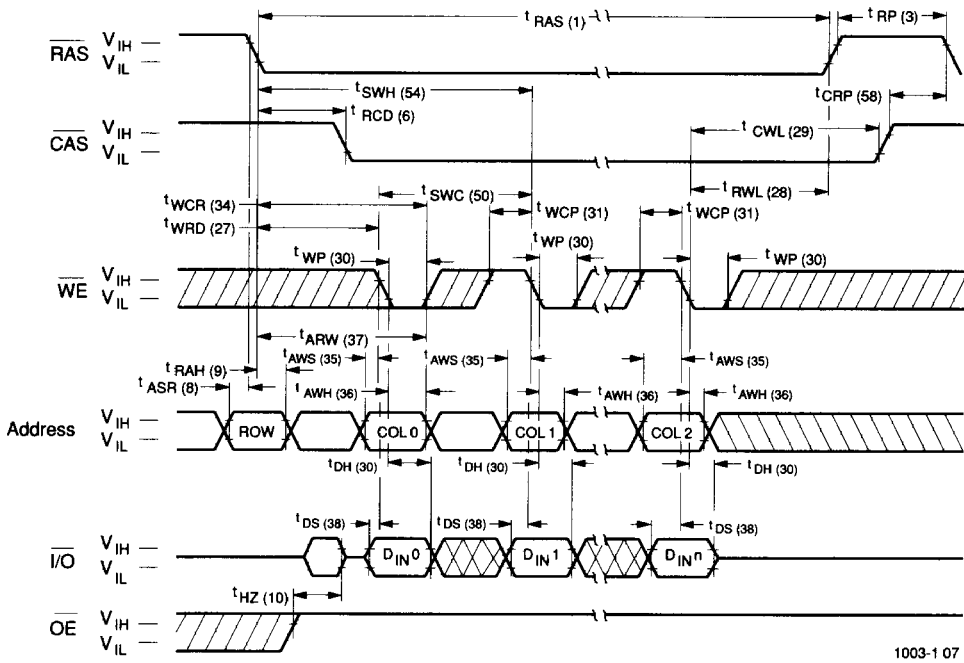 t RAS (1)
t RP (3)
RAS
V IH
V IL
t SWH (54)
t RCD (6)
t CRP (58)
CAS
V IH
V IL
t CWL (29)
t RWL (28)
t SWC (50)
t WCR (34)
t WCP (31)
t WCP (31)
t WRD (27)
t WP (30)
t WP (30)
t WP (30)
WE
V IH
V IL
t ARW (37)
t RAH (9)
t AWS (35)
t AWS (35)
t AWS (35)
t ASR (8)
t AWH (36)
t AWH (36)
t AWH (36)
Address
V IH
V IL
ROW
COL 0
COL 1
COL 2
t DH (30)
t DH (30)
t DH (30)
t DS (38)
t DS (38)
t DS (38)
I/O
V IH
V IL
D IN 0
D IN 1
D IN n
t HZ (10)
OE
V IH
V IL
1003-1 07